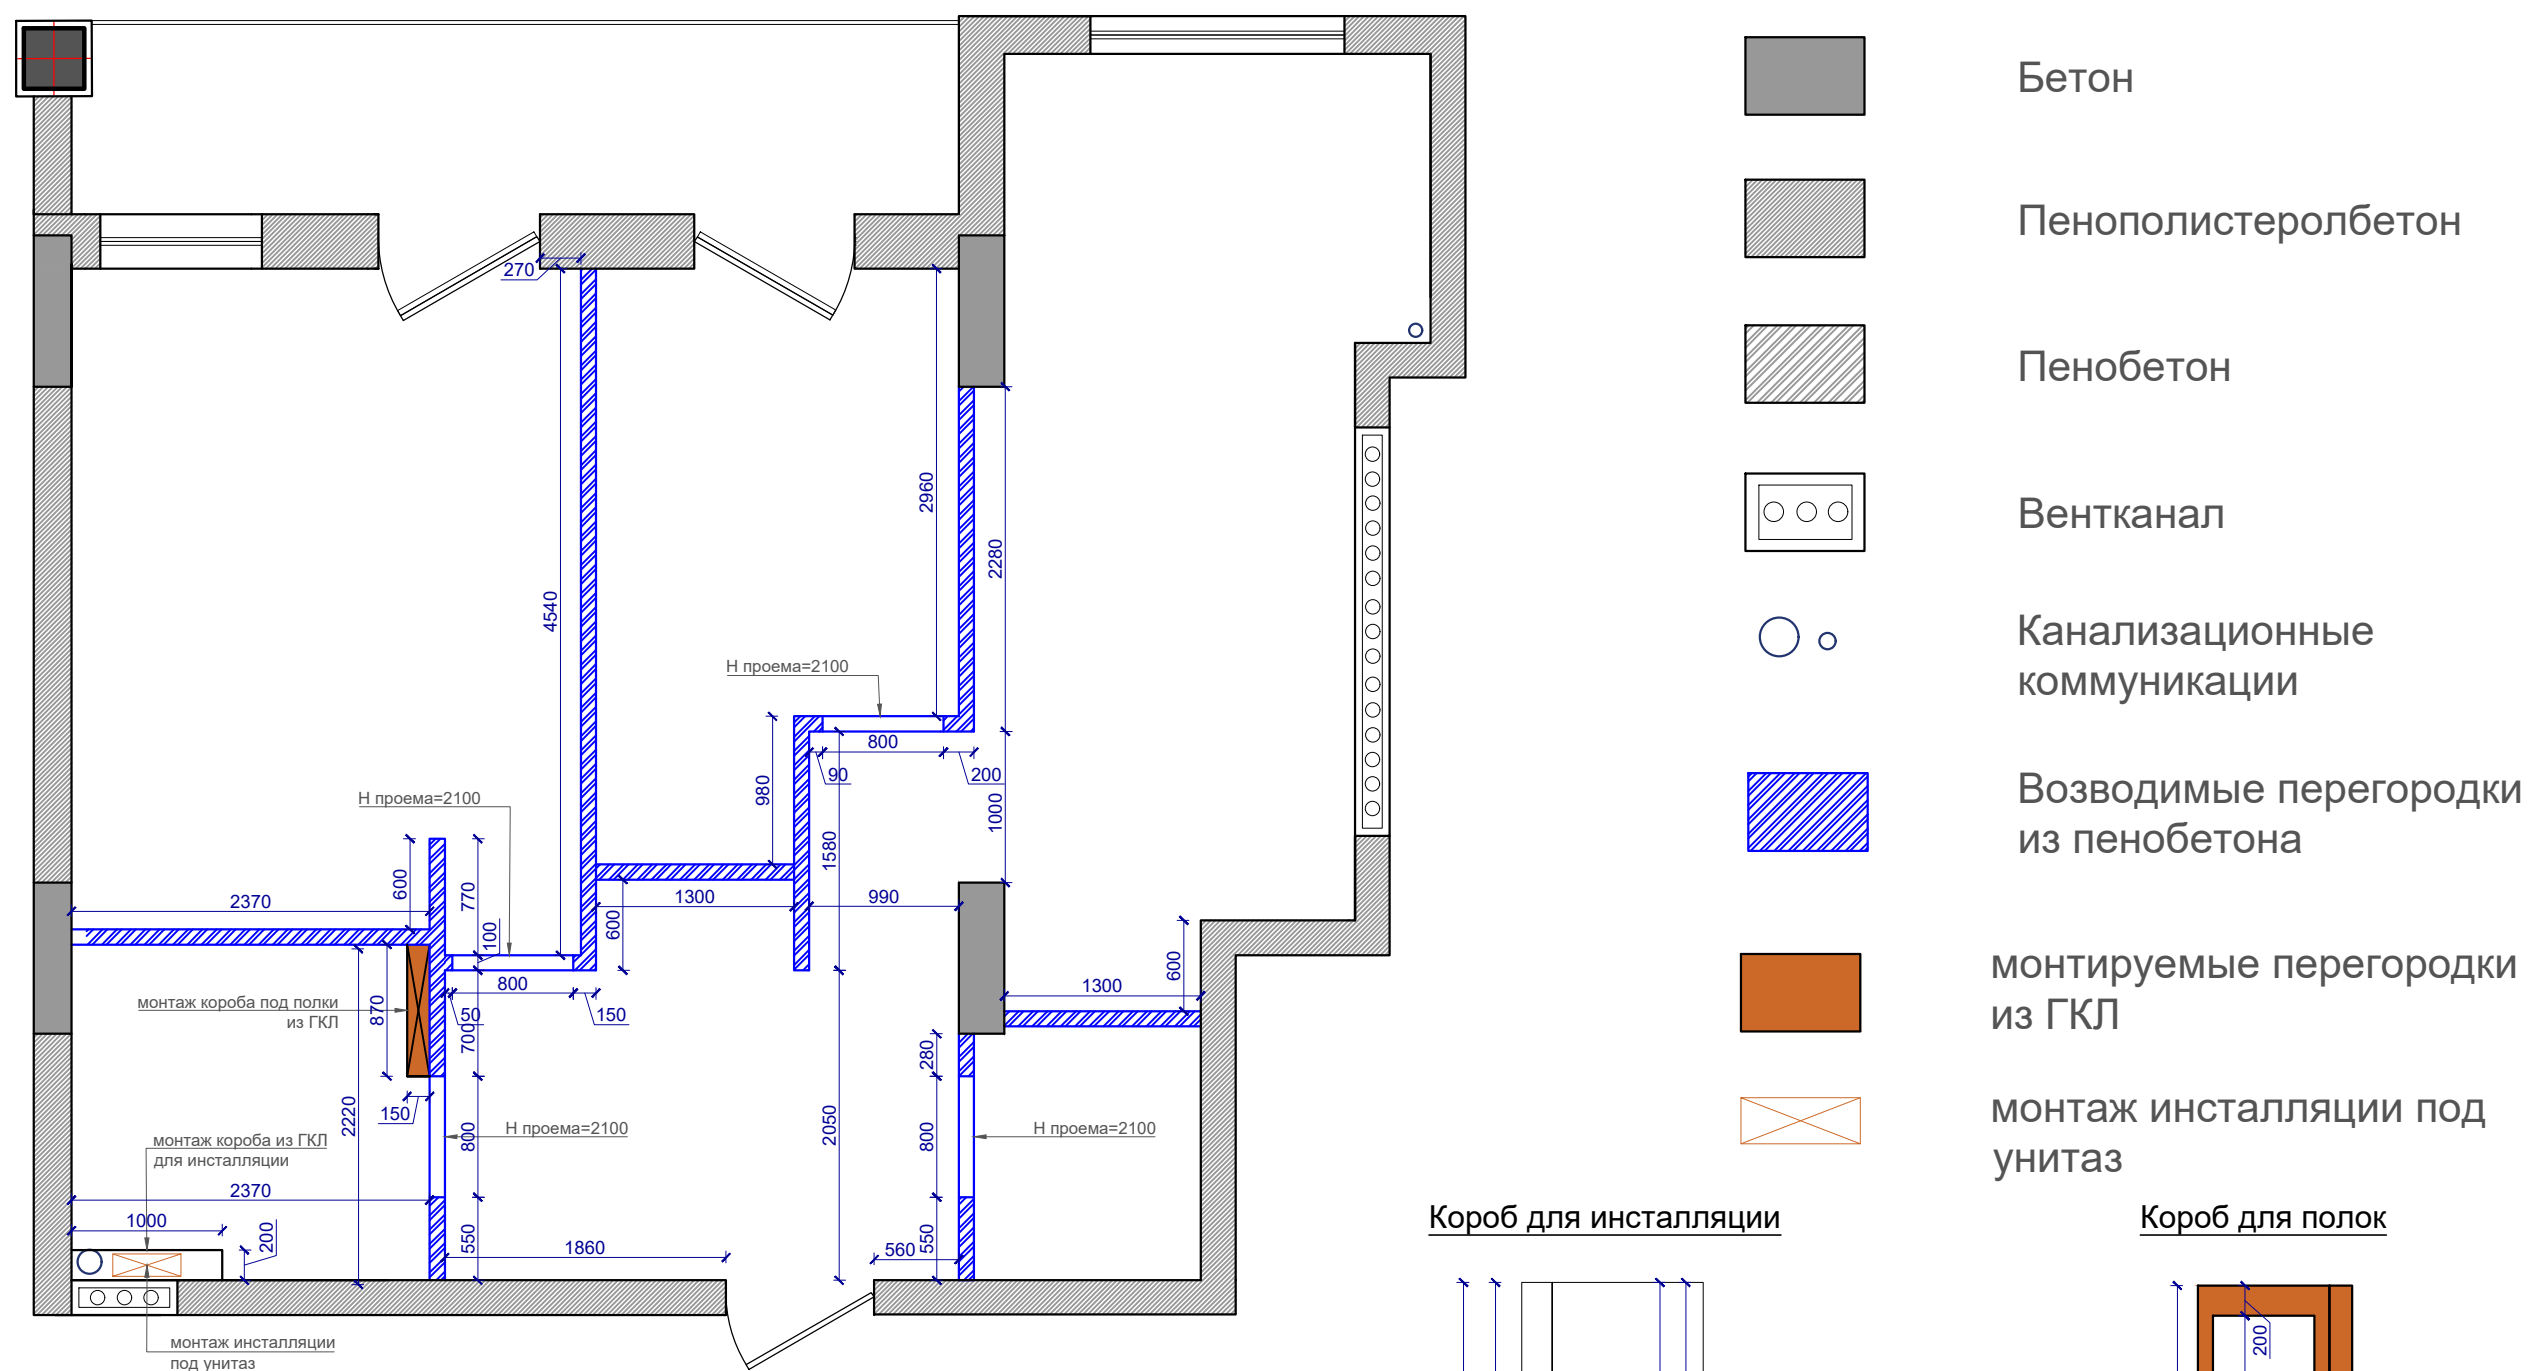 Бетон
Пенополистеролбетон
Пенобетон
Вентканал
Канализационные
коммуникации
Возводимые перегородки
из пенобетона
монтируемые перегородки
из ГКЛ
монтаж инсталляции под
унитаз
Короб для инсталляции
Короб для полок
200
270
4540
2960
2280
Н проема=2100
800
90
200
980
1000
1580
Н проема=2100
600
770
2370
100
1300
990
600
600
1300
800
50
150
монтаж короба под полки
из ГКЛ
870
700
280
150
2220
Н проема=2100
800
2050
800
Н проема=2100
монтаж короба из ГКЛ
для инсталляции
2370
1000
200
550
1860
560
550
монтаж инсталляции
под унитаз